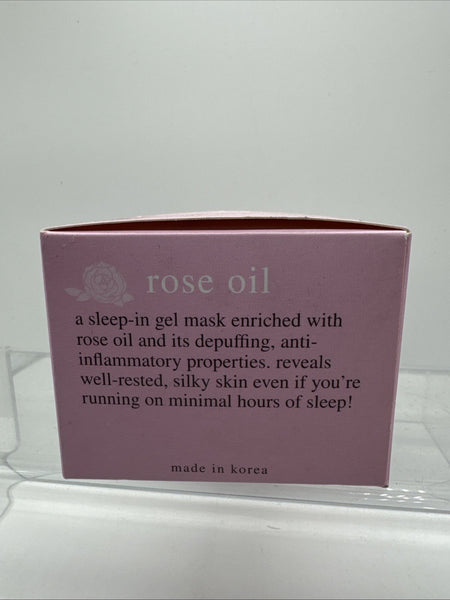 rose oil
a sleep-in gel mask enriched with
rose oil and its depuffing, anti-
inflammatory properties. reveals
well-rested, silky skin even if you're
running on minimal hours of sleep!
made in korea